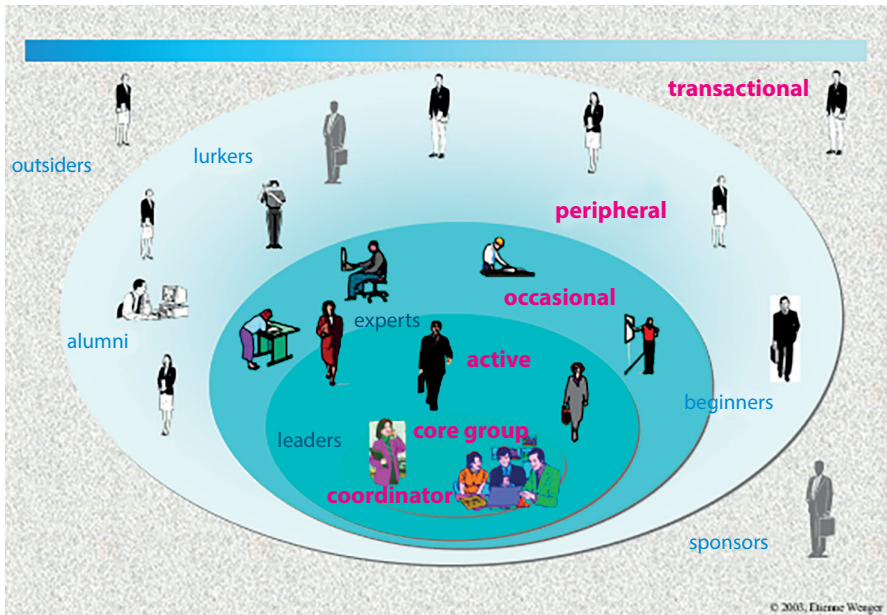 transactional
outsiders
lurkers
peripheral
occasional
experts
alumni
active
beginners
core group
leaders
coordinator
sponsors
© 2003, Etienne Wenger